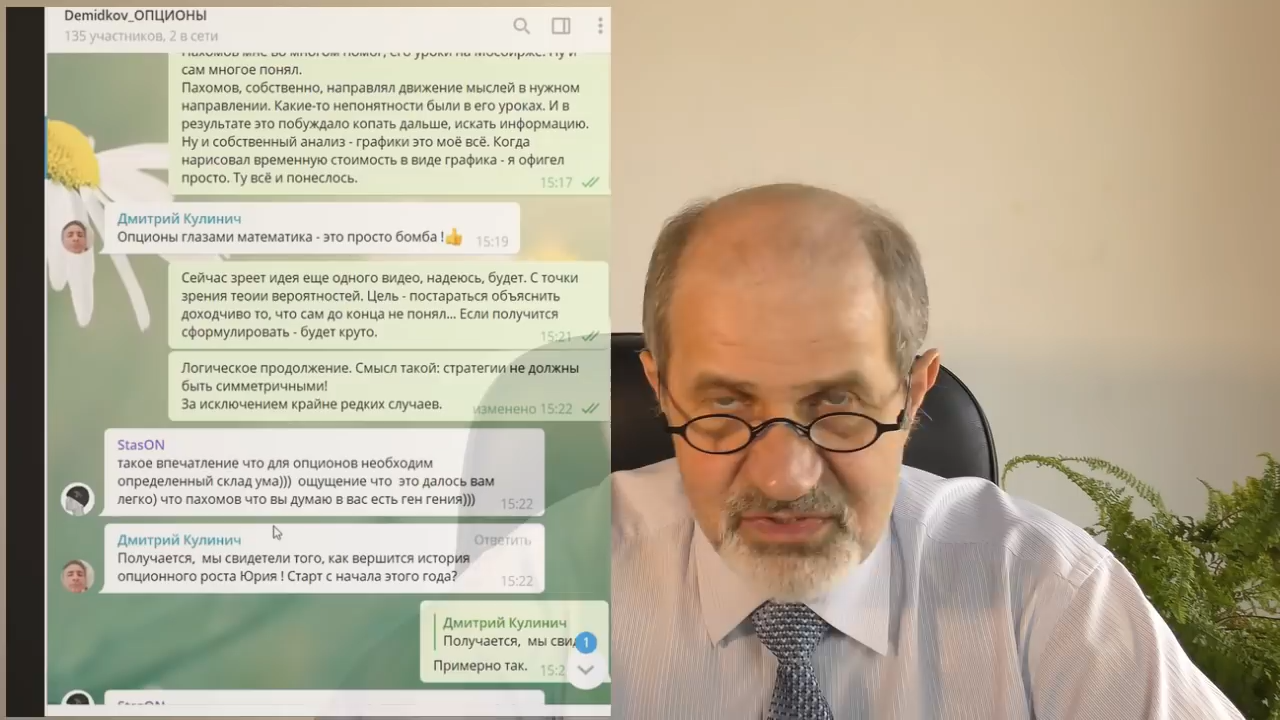 Demidkov_ОПЦИОНЫ
135 участников, 2 в сети
Пахомов мне во многом помог, его уроки на Мосбирже. Ну и
сам многое понял.
Пахомов, собственно, направлял движение мыслей в нужном
направлении. Какие-то непонятности были в его уроках. И в
результате это побуждало копать дальше, искать информацию.
Ну и собственный анализ - графики это моё всё. Когда
нарисовал временную стоимость в виде графика - я офигел
просто. Ту всё и понеслось.
15:17
Дмитрий Кулинич
Опционы глазами математика - это просто бомба !👍
15:19
Сейчас зреет идея еще одного видео, надеюсь, будет. С точки
зрения теоии вероятностей. Цель - постараться объяснить
доходчиво то, что сам до конца не понял... Если получится
сформулировать - будет круто.
15:21
Логическое продолжение. Смысл такой: стратегии не должны
быть симметричными!
За исключением крайне редких случаев.
изменено 15:22
StasON
такое впечатление что для опционов необходим
определенный склад ума))) ощущение что это далось вам
легко) что пахомов что вы думаю в вас есть ген гения)))
15:22
Дмитрий Кулинич
Ответить
Получается, мы свидетели того, как вершится история
опционного роста Юрия ! Старт с начала этого года?
15:22
Дмитрий Кулинич
Получается, мы сви
1
Примерно так.
15:2
StasON